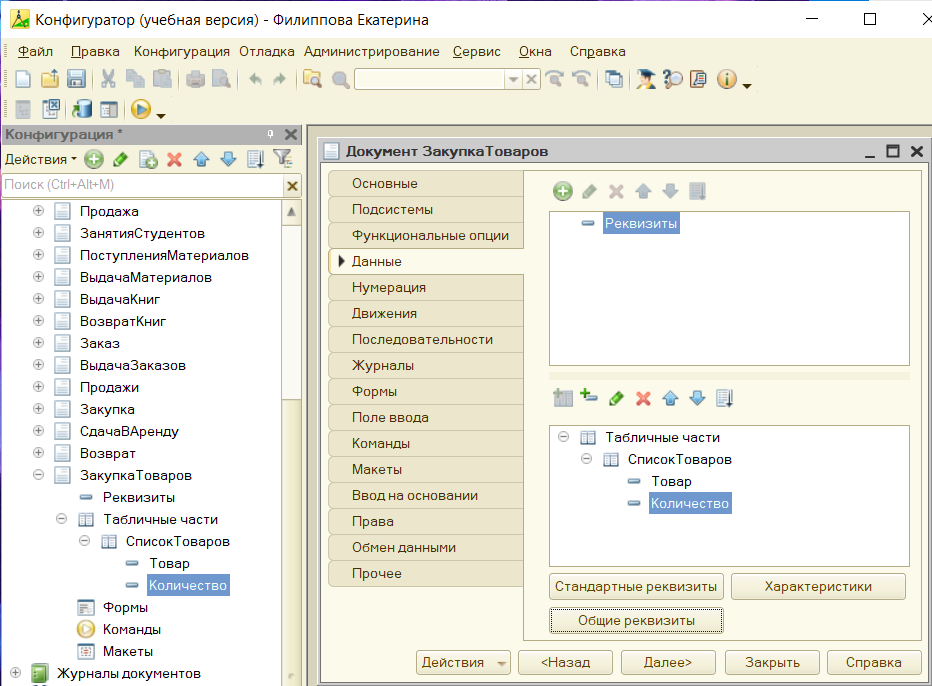 Конфигуратор (учебная версия) - Филиппова Екатерина
Файл Правка Конфигурация Отладка Администрирование Сервис Окна Справка
Конфигурация *
Действия
Поиск (Ctrl+Alt+M)
Продажа
ЗанятияСтудентов
ПоступленияМатериалов
ВыдачаМатериалов
ВыдачаКниг
ВозвратКниг
Заказ
ВыдачаЗаказов
Продажи
Закупка
СдачаВАренду
Возврат
ЗакупкаТоваров
Реквизиты
Табличные части
СписокТоваров
Товар
Количество
Формы
Команды
Макеты
Журналы документов
Документ ЗакупкаТоваров
Основные
Подсистемы
Функциональные опции
Данные
Нумерация
Движения
Последовательности
Журналы
Формы
Поле ввода
Команды
Макеты
Ввод на основании
Права
Обмен данными
Прочее
Реквизиты
Табличные части
СписокТоваров
Товар
Количество
Стандартные реквизиты Характеристики
Общие реквизиты
Действия <Назад Далее> Закрыть Справка